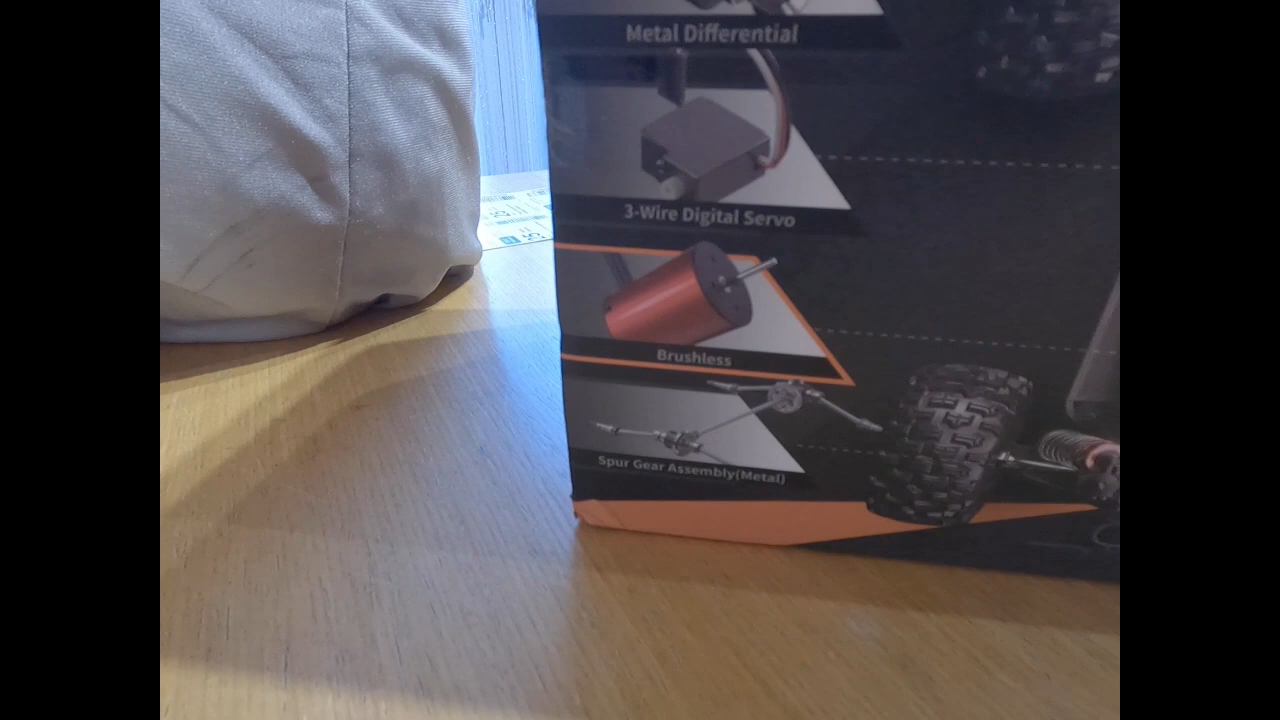 Metal Differential
3-Wire Digital Servo
Brushless
Spur Gear Assembly(Metal)